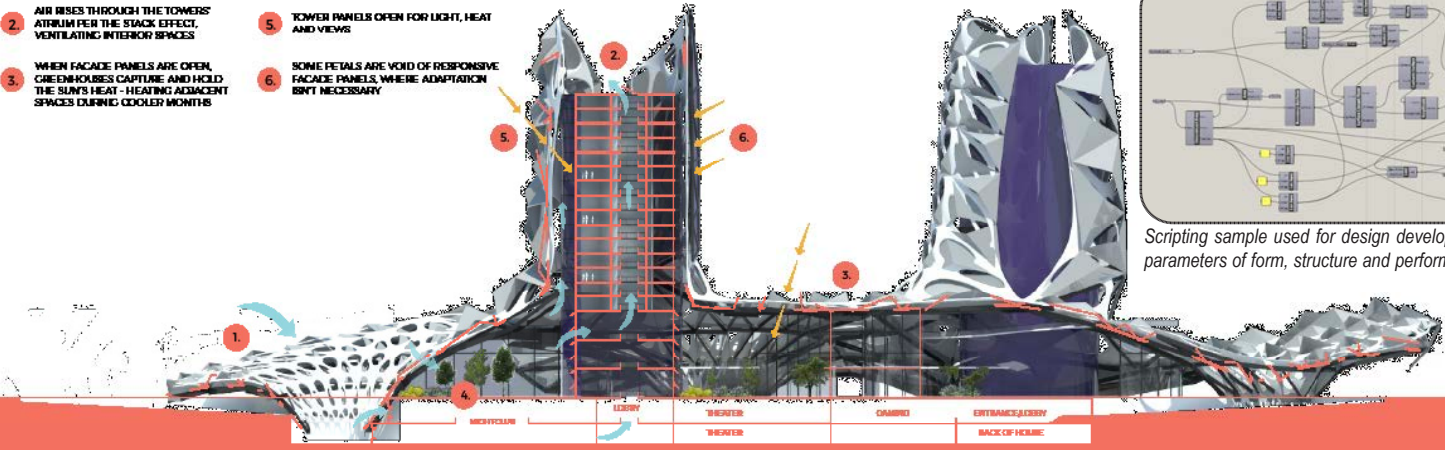 2.
AIR RISES THROUGH THE TOWERS'
ATRIUM PER THE STACK EFFECT,
VENTILATING INTERIOR SPACES
3.
WHEN FACADE PANELS ARE OPEN,
GREENHOUSES CAPTURE AND HOLD
THE SUN'S HEAT - HEATING ADJACENT
SPACES DURING COOLER MONTHS
5.
TOWER PANELS OPEN FOR LIGHT, HEAT
AND VIEWS
6.
SOME PETALS ARE VOID OF RESPONSIVE
FACADE PANELS, WHERE ADAPTATION
ISN'T NECESSARY
2.
5.
6.
3.
1.
4.
Scripting sample used for design develop
parameters of form, structure and perform
NIGHTCLUB
LOBBY
THEATER
THEATER
CASINO
ENTRANCE/LOBBY
BACK OF HOUSE